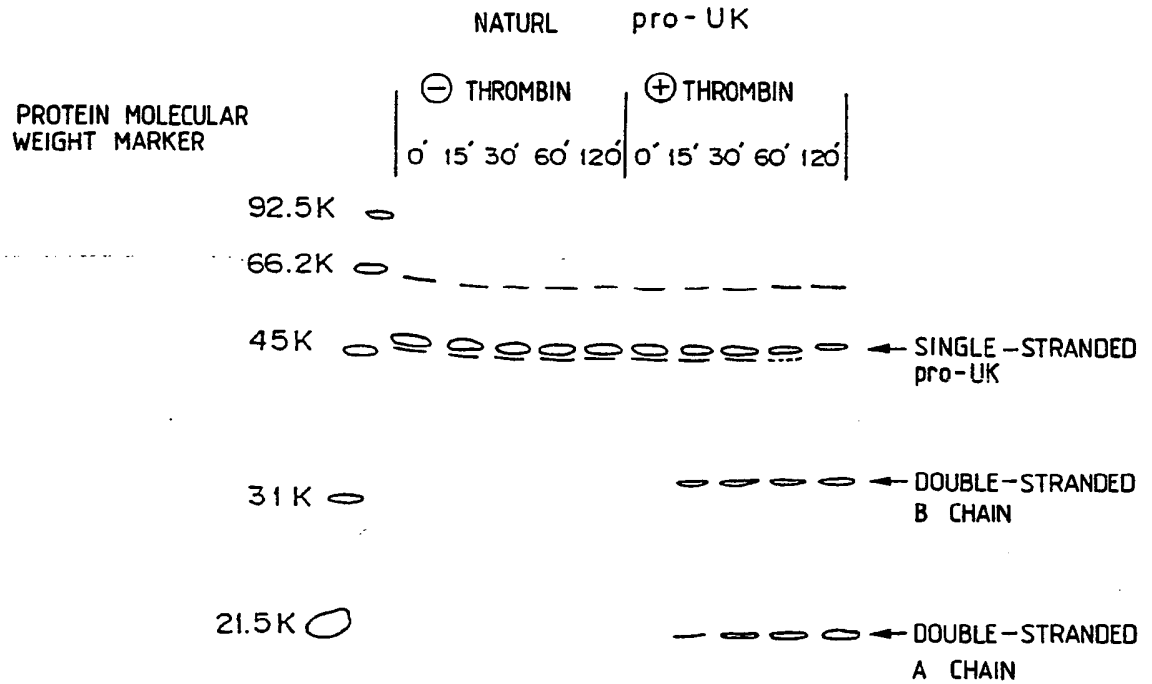 NATURL pro-UK
⊖ THROMBIN ⊕ THROMBIN
PROTEIN MOLECULAR
WEIGHT MARKER
0' 15' 30' 60' 120' 0' 15' 30' 60' 120'
92.5K
66.2K
45K
SINGLE-STRANDED
pro-UK
31K
DOUBLE-STRANDED
B CHAIN
21.5K
DOUBLE-STRANDED
A CHAIN